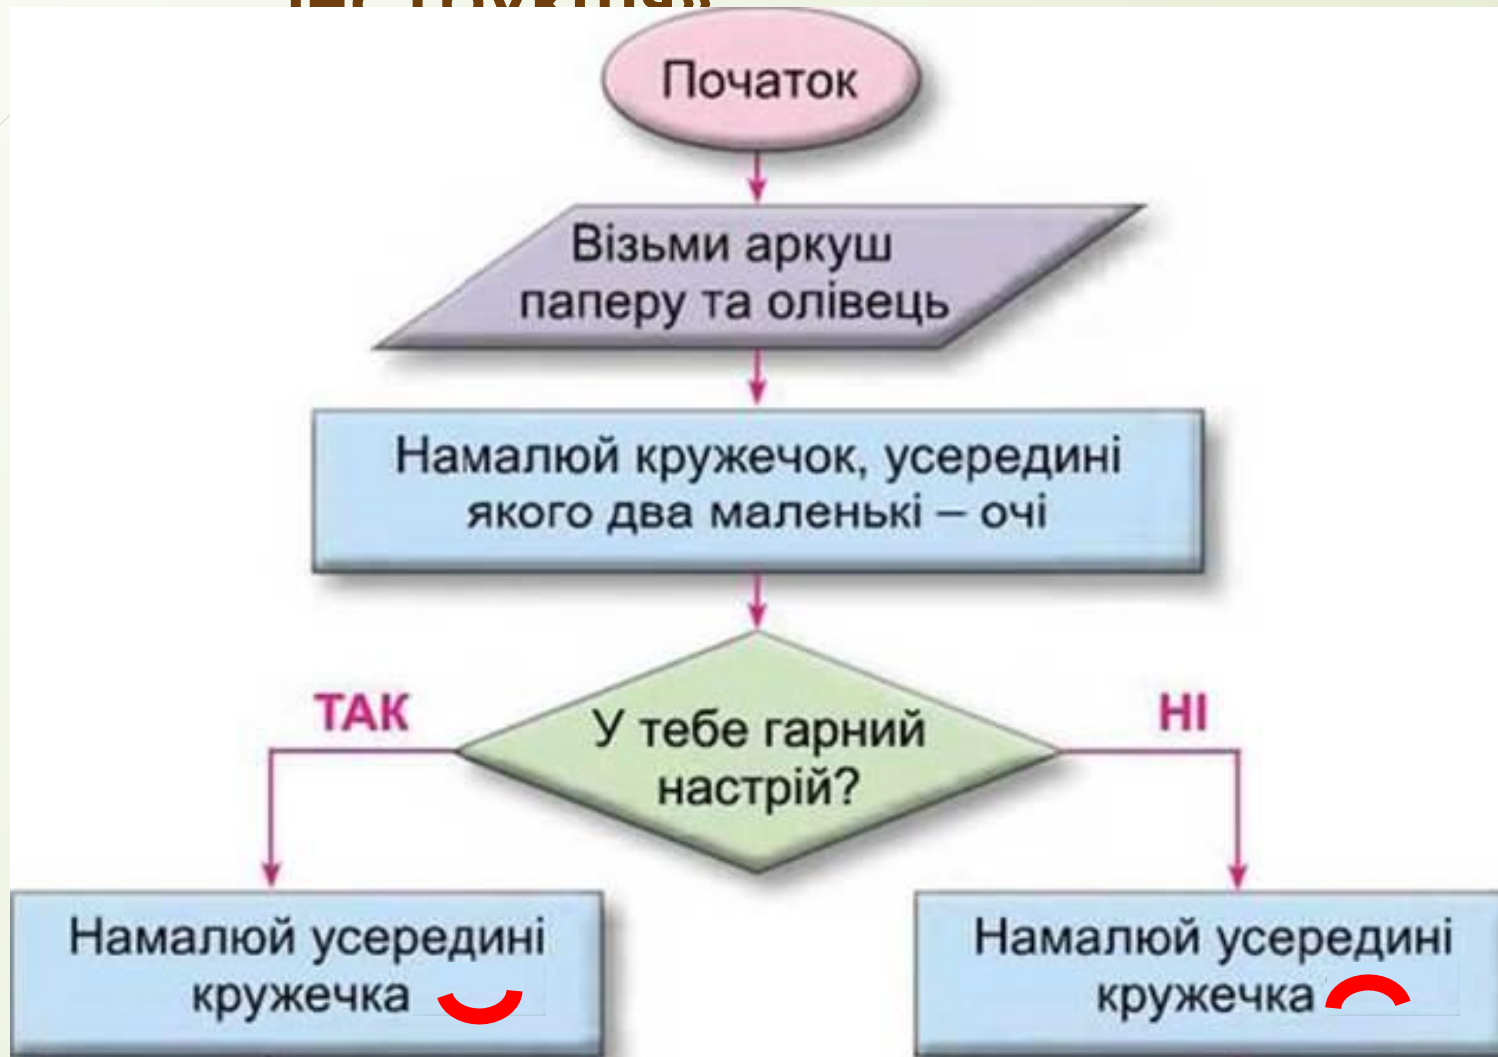 Початок
Візьми аркуш
паперу та олівець
Намалюй кружечок, усередині
якого два маленькі – очі
У тебе гарний
настрій?
ТАК
НІ
Намалюй усередині
кружечка
Намалюй усередині
кружечка